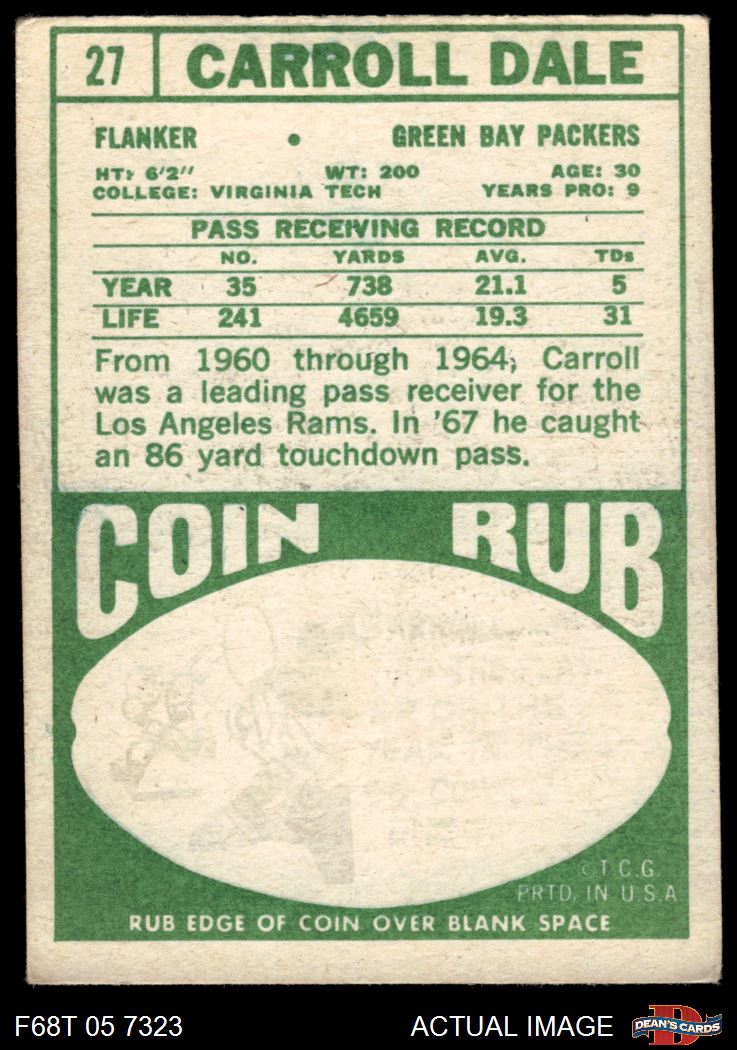 27 CARROLL DALE
FLANKER • GREEN BAY PACKERS
HT: 6'2" WT: 200 AGE: 30
COLLEGE: VIRGINIA TECH YEARS PRO: 9
PASS RECEIVING RECORD
NO. YARDS AVG. TDs
YEAR 35 738 21.1 5
LIFE 241 4659 19.3 31
From 1960 through 1964, Carroll
was a leading pass receiver for the
Los Angeles Rams. In '67 he caught
an 86 yard touchdown pass.
COIN RUB
©T.C.G.
PRTD. IN U.S.A
RUB EDGE OF COIN OVER BLANK SPACE
F68T 05 7323 ACTUAL IMAGE D DEAN'S CARDS